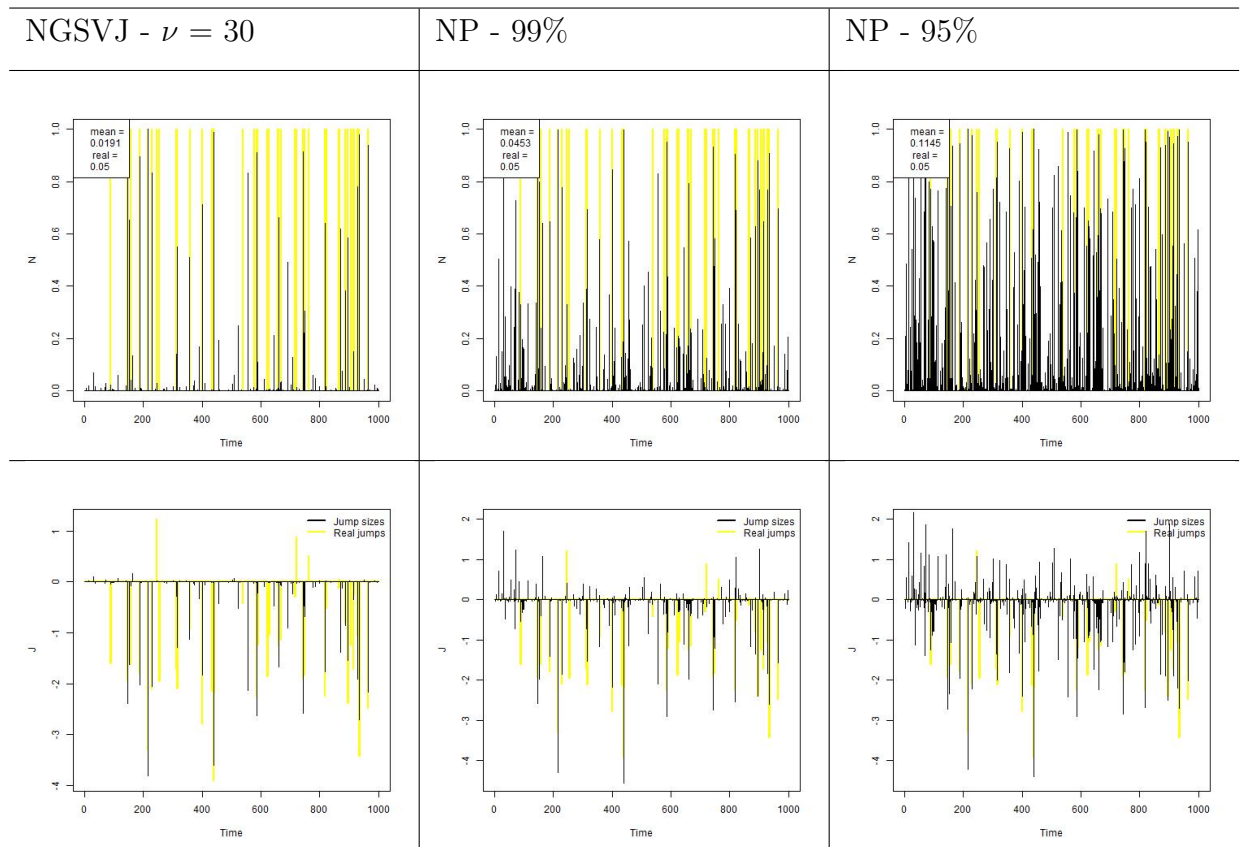 NGSVJ - ν = 30
NP - 99%
NP - 95%
mean =
0.0191
real =
0.05
N
0.0 0.2 0.4 0.6 0.8 1.0
0 200 400 600 800 1000
Time
mean =
0.0453
real =
0.05
N
0.0 0.2 0.4 0.6 0.8 1.0
0 200 400 600 800 1000
Time
mean =
0.1145
real =
0.05
N
0.0 0.2 0.4 0.6 0.8 1.0
0 200 400 600 800 1000
Time
Jump sizes
Real jumps
J
-4 -3 -2 -1 0 1
0 200 400 600 800 1000
Time
Jump sizes
Real jumps
J
-4 -3 -2 -1 0 1 2
0 200 400 600 800 1000
Time
Jump sizes
Real jumps
J
-4 -3 -2 -1 0 1 2
0 200 400 600 800 1000
Time